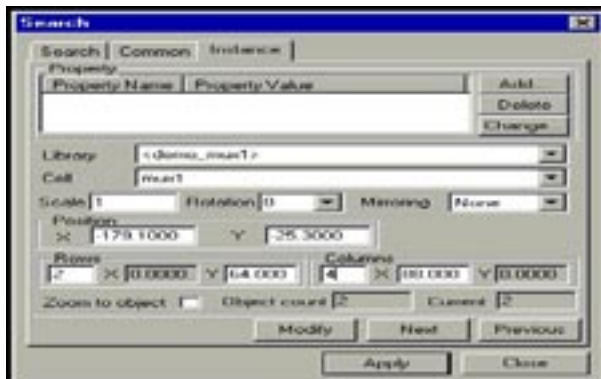 Search
Search Common Instance
Property
Property Name Property Value
Add...
Delete
Change...
Library <demo_mux1>
Cell mux1
Scale 1 Rotation 0 Mirroring None
Position
X -179.1000 Y -25.3000
Rows Columns
2 X 0.0000 Y 64.000 4 X 88.000 Y 0.0000
Zoom to object Object count 2 Current 2
Modify Next Previous
Apply Close